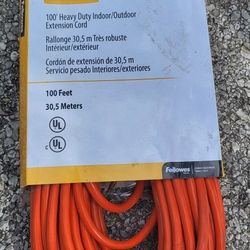 100' Heavy Duty Indoor/Outdoor
Extension Cord
Rallonge 30,5 m Très robuste
Intérieur/extérieur
Cordón de extensión de 30,5 m
Servicio pesado Interiores/exteriores
100 Feet
30,5 Meters
UL
c UL
Fellowes